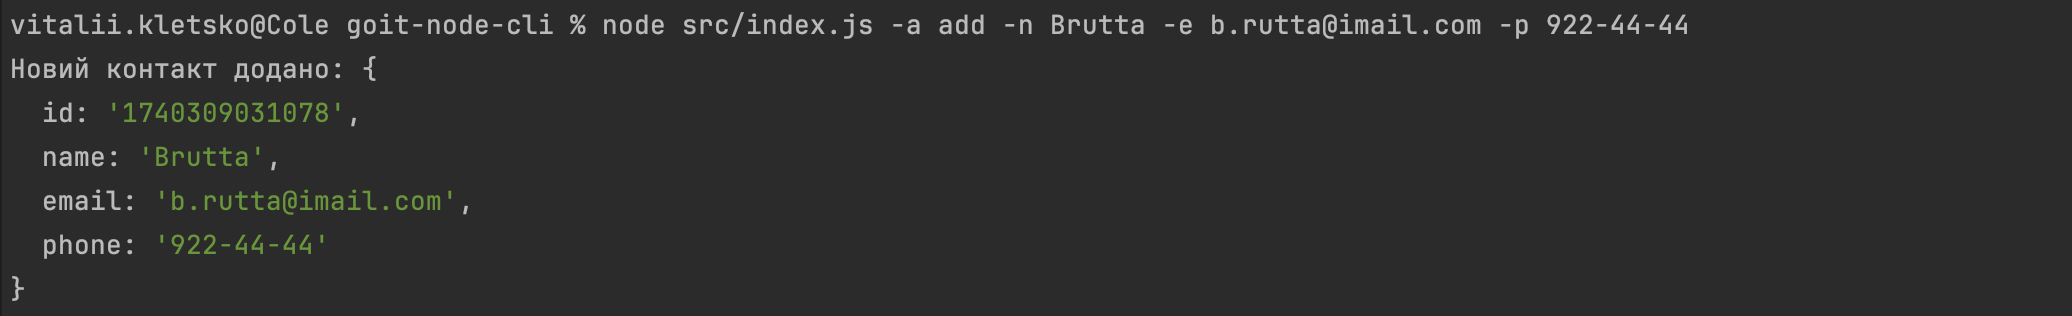 vitalii.kletsko@Cole goit-node-cli % node src/index.js -a add -n Brutta -e b.rutta@imail.com -p 922-44-44
Новий контакт додано: {
  id: '1740309031078',
  name: 'Brutta',
  email: 'b.rutta@imail.com',
  phone: '922-44-44'
}